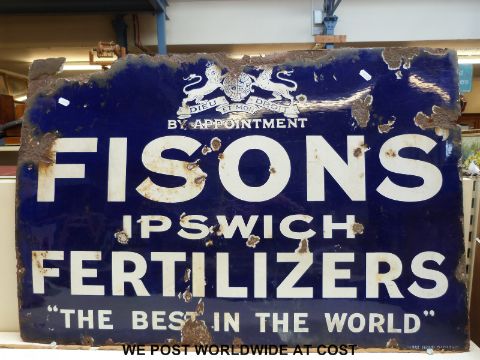 DIEU ET MON DROIT
BY APPOINTMENT
FISONS
IPSWICH
FERTILIZERS
"THE BEST IN THE WORLD"
WE POST WORLDWIDE AT COST